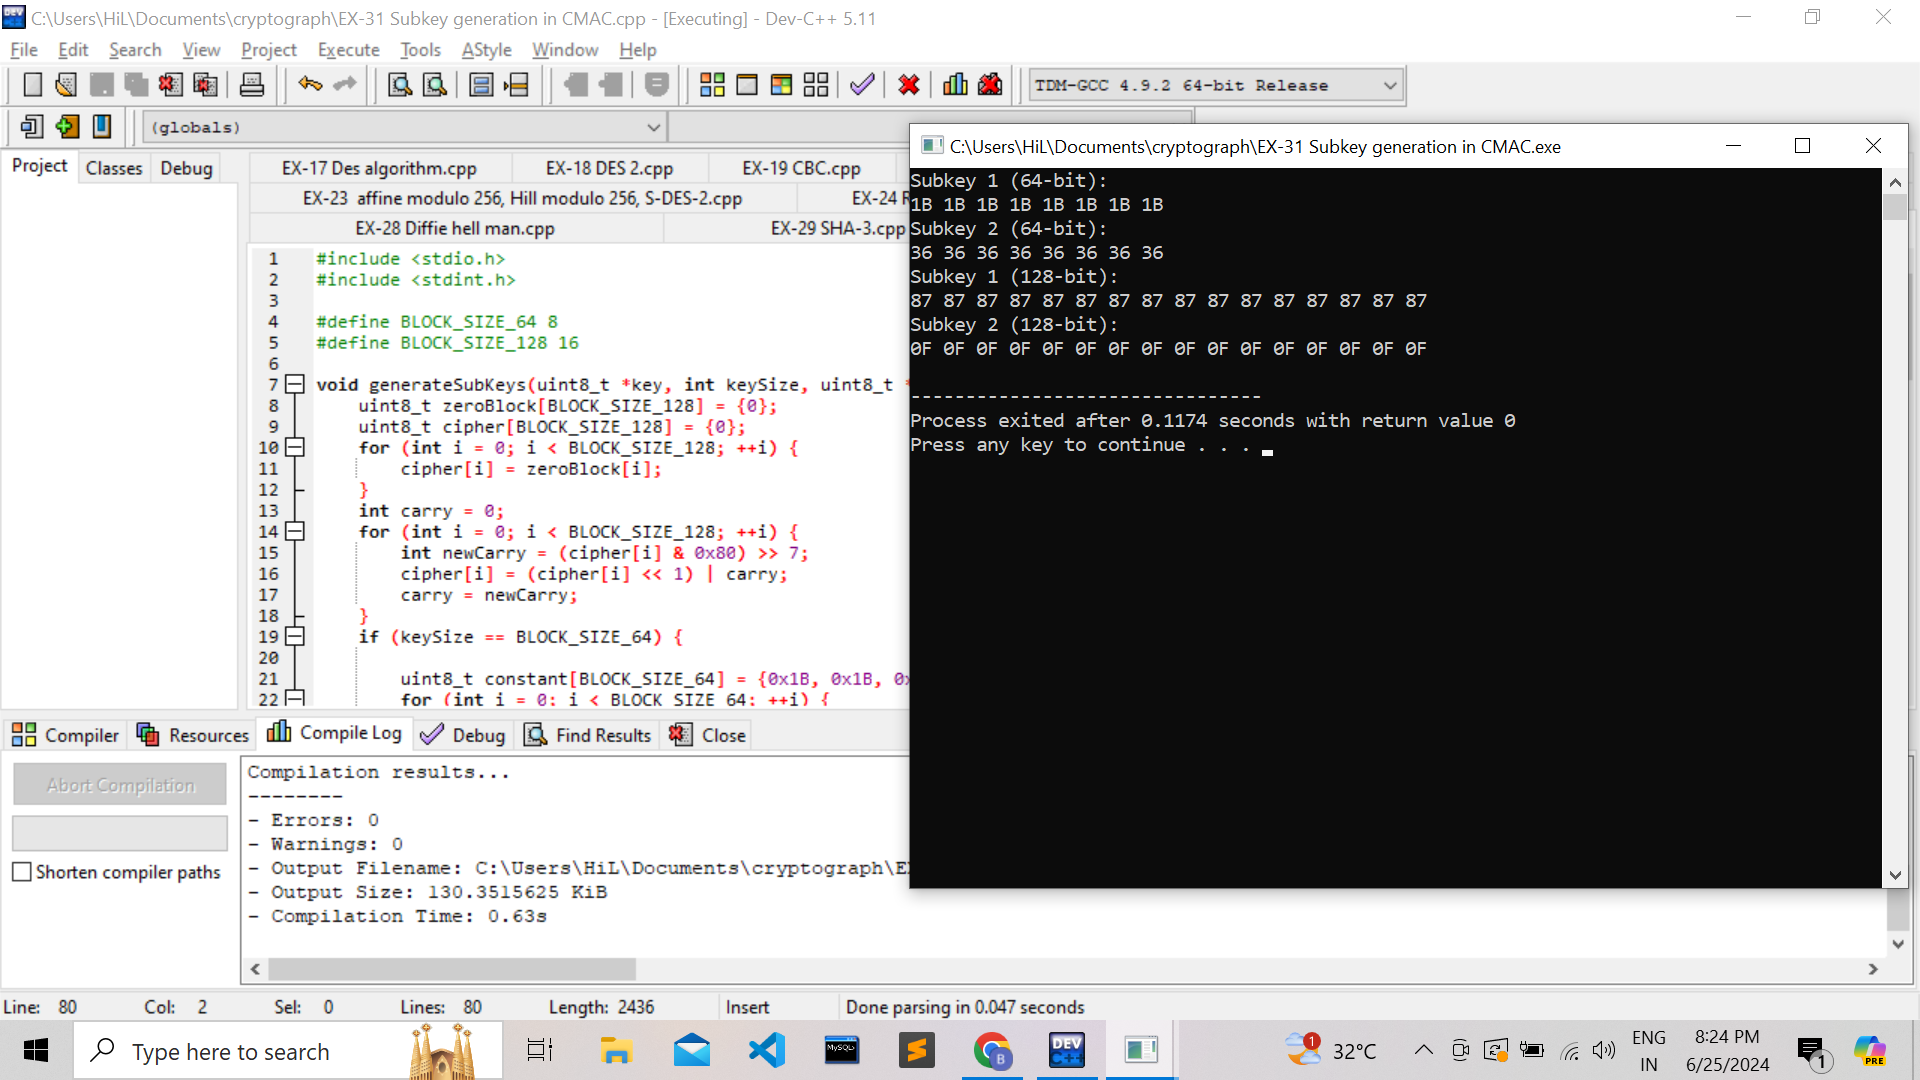 C:\Users\HiL\Documents\cryptograph\EX-31 Subkey generation in CMAC.cpp - [Executing] - Dev-C++ 5.11
File Edit Search View Project Execute Tools AStyle Window Help
TDM-GCC 4.9.2 64-bit Release
(globals)
Project Classes Debug
EX-17 Des algorithm.cpp EX-18 DES 2.cpp EX-19 CBC.cpp
EX-23 affine modulo 256, Hill modulo 256, S-DES-2.cpp EX-24 R
EX-28 Diffie hell man.cpp EX-29 SHA-3.cpp
1 #include <stdio.h>
2 #include <stdint.h>
3
4 #define BLOCK_SIZE_64 8
5 #define BLOCK_SIZE_128 16
6
7 void generateSubKeys(uint8_t *key, int keySize, uint8_t *
8 uint8_t zeroBlock[BLOCK_SIZE_128] = {0};
9 uint8_t cipher[BLOCK_SIZE_128] = {0};
10 for (int i = 0; i < BLOCK_SIZE_128; ++i) {
11 cipher[i] = zeroBlock[i];
12 }
13 int carry = 0;
14 for (int i = 0; i < BLOCK_SIZE_128; ++i) {
15 int newCarry = (cipher[i] & 0x80) >> 7;
16 cipher[i] = (cipher[i] << 1) | carry;
17 carry = newCarry;
18 }
19 if (keySize == BLOCK_SIZE_64) {
20
21 uint8_t constant[BLOCK_SIZE_64] = {0x1B, 0x1B, 0x
22 for (int i = 0; i < BLOCK_SIZE_64; ++i) {
C:\Users\HiL\Documents\cryptograph\EX-31 Subkey generation in CMAC.exe
Subkey 1 (64-bit):
1B 1B 1B 1B 1B 1B 1B 1B
Subkey 2 (64-bit):
36 36 36 36 36 36 36 36
Subkey 1 (128-bit):
87 87 87 87 87 87 87 87 87 87 87 87 87 87 87 87
Subkey 2 (128-bit):
0F 0F 0F 0F 0F 0F 0F 0F 0F 0F 0F 0F 0F 0F 0F 0F
--------------------------------
Process exited after 0.1174 seconds with return value 0
Press any key to continue . . .
Compiler Resources Compile Log Debug Find Results Close
Abort Compilation
Shorten compiler paths
Compilation results...
--------
- Errors: 0
- Warnings: 0
- Output Filename: C:\Users\HiL\Documents\cryptograph\EX
- Output Size: 130.3515625 KiB
- Compilation Time: 0.63s
Line: 80 Col: 2 Sel: 0 Lines: 80 Length: 2436 Insert Done parsing in 0.047 seconds
Type here to search
MySQL
B
DEV C++
1
32°C
ENG
IN
8:24 PM
6/25/2024
1
PRE